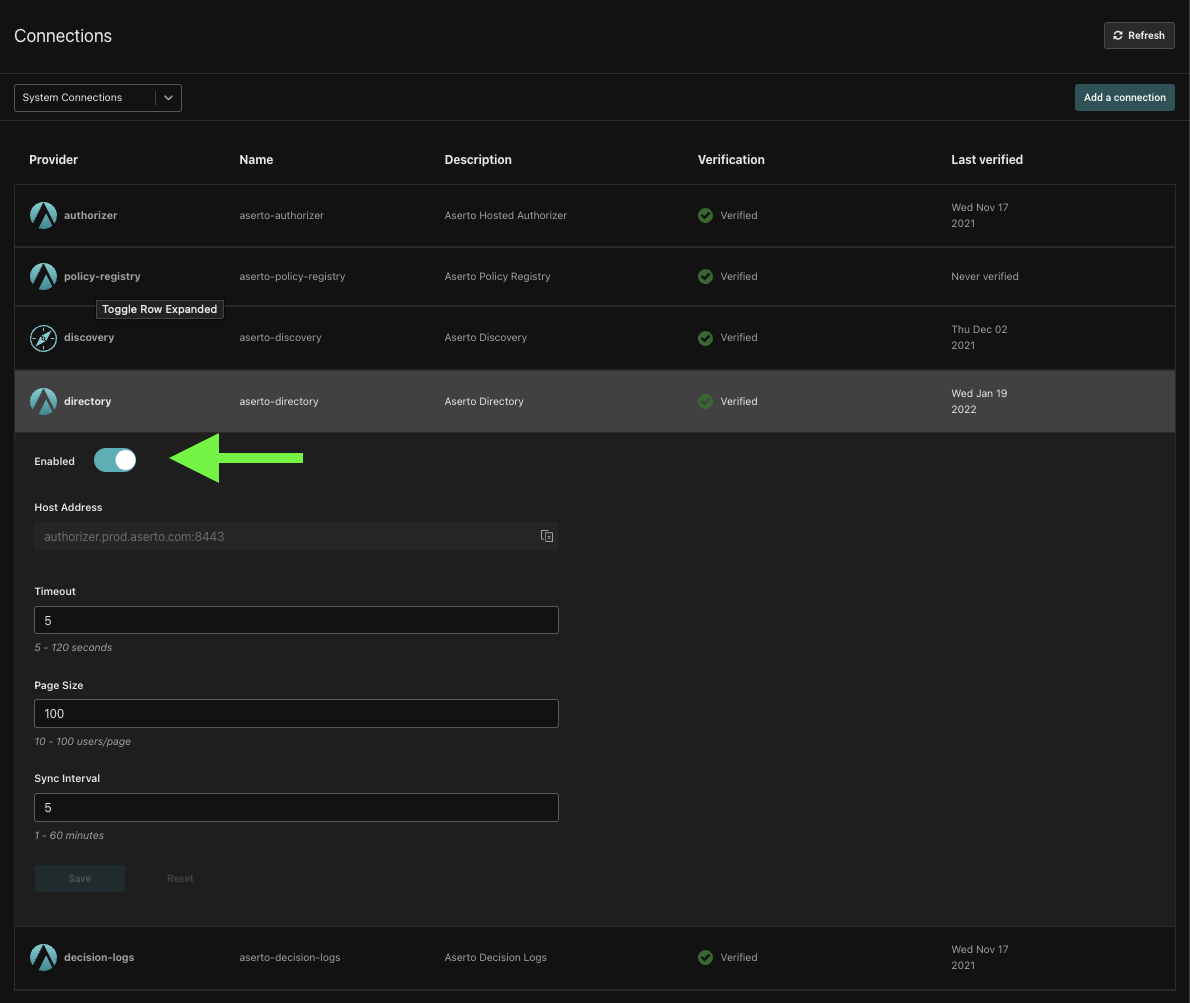 Connections
Refresh
System Connections
Add a connection
Provider Name Description Verification Last verified
authorizer aserto-authorizer Aserto Hosted Authorizer Verified Wed Nov 17
2021
policy-registry aserto-policy-registry Aserto Policy Registry Verified Never verified
Toggle Row Expanded
discovery aserto-discovery Aserto Discovery Verified Thu Dec 02
2021
directory aserto-directory Aserto Directory Verified Wed Jan 19
2022
Enabled
Host Address
authorizer.prod.aserto.com:8443
Timeout
5
5 - 120 seconds
Page Size
100
10 - 100 users/page
Sync Interval
5
1 - 60 minutes
Save Reset
decision-logs aserto-decision-logs Aserto Decision Logs Verified Wed Nov 17
2021